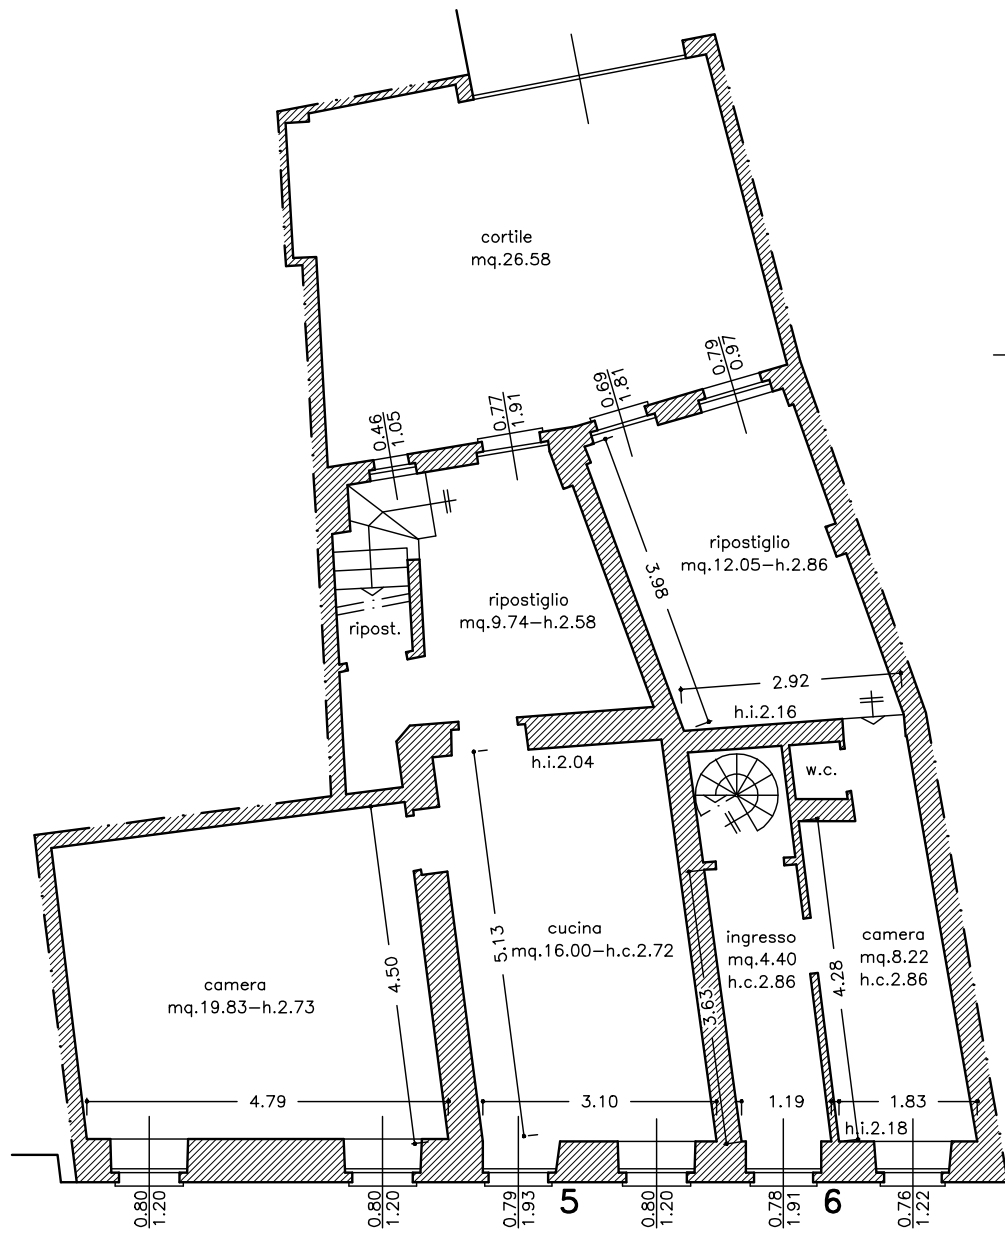 cortile
mq.26.58
0.46
1.05
0.77
1.91
0.69
1.81
0.79
0.97
ripostiglio
mq.12.05-h.2.86
3.98
ripostiglio
mq.9.74-h.2.58
ripost.
2.92
h.i.2.16
h.i.2.04
w.c.
cucina
mq.16.00-h.c.2.72
5.13
ingresso
mq.4.40
h.c.2.86
camera
mq.8.22
h.c.2.86
camera
mq.19.83-h.2.73
4.50
3.63
4.28
4.79
3.10
1.19
1.83
h.i.2.18
0.80
1.20
0.80
1.20
0.79
1.93
5
0.80
1.20
0.78
1.91
6
0.76
1.22